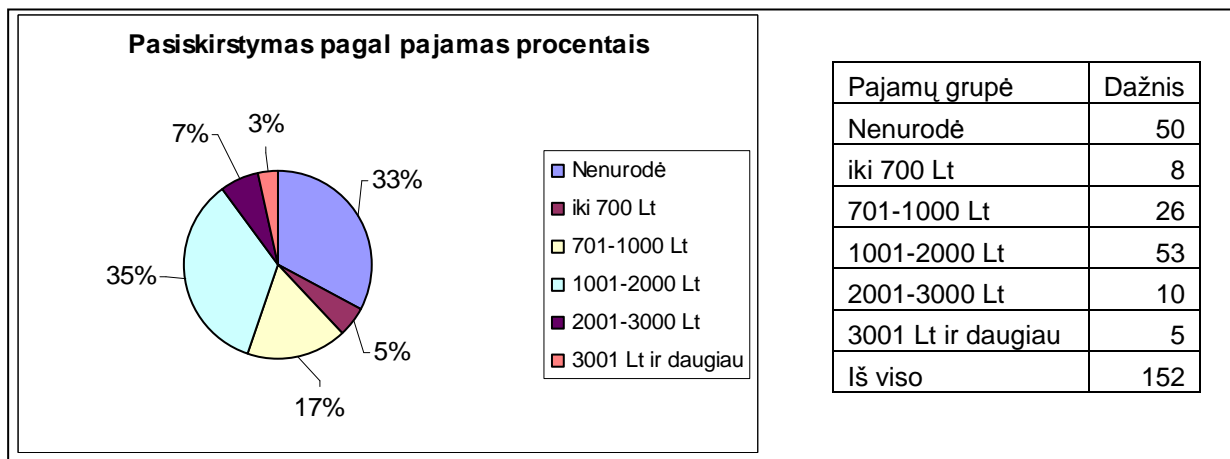 Pasiskirstymas pagal pajamas procentais
33%
5%
17%
35%
7%
3%
Nenurodė
iki 700 Lt
701-1000 Lt
1001-2000 Lt
2001-3000 Lt
3001 Lt ir daugiau
Pajamų grupė Dažnis
Nenurodė 50
iki 700 Lt 8
701-1000 Lt 26
1001-2000 Lt 53
2001-3000 Lt 10
3001 Lt ir daugiau 5
Iš viso 152